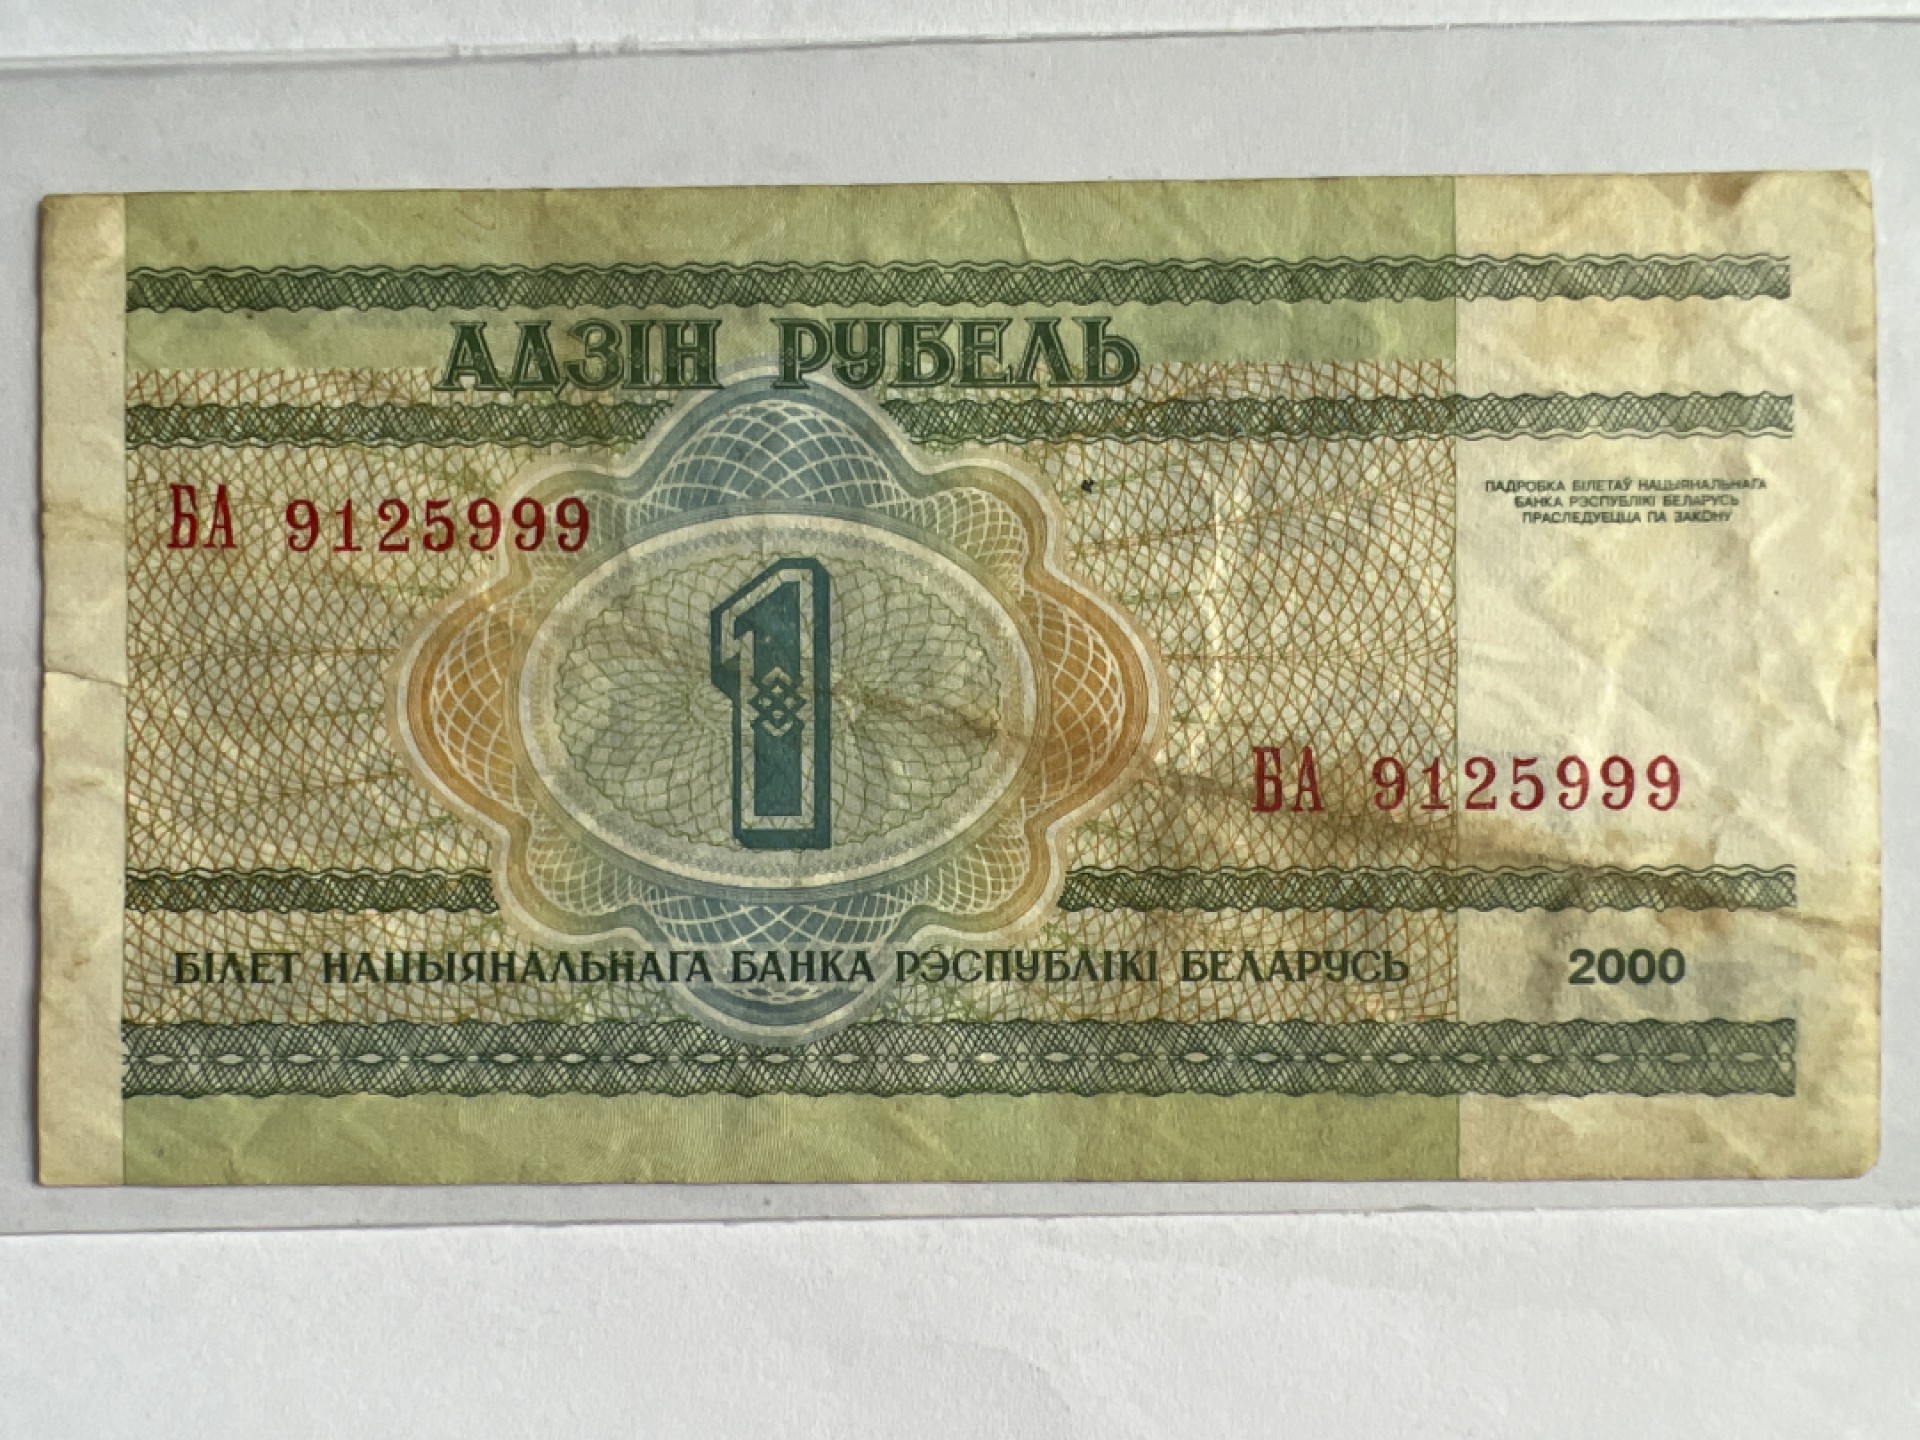 АДЗІН РУБЕЛЬ
БА 9125999
ПАДРОБКА БІЛЕТАЎ НАЦЫЯНАЛЬНАГА
БАНКА РЭСПУБЛІКІ БЕЛАРУСЬ
ПРАСЛЕДУЕЦЦА ПА ЗАКОНУ
1
БА 9125999
БІЛЕТ НАЦЫЯНАЛЬНАГА БАНКА РЭСПУБЛІКІ БЕЛАРУСЬ
2000